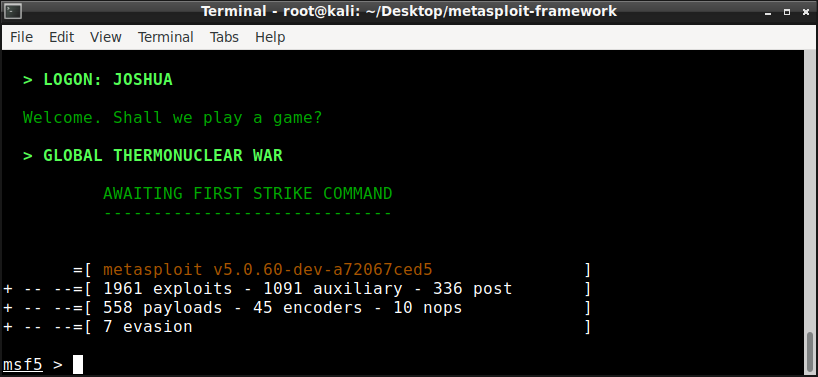 Terminal - root@kali: ~/Desktop/metasploit-framework
File Edit View Terminal Tabs Help
> LOGON: JOSHUA
Welcome. Shall we play a game?
> GLOBAL THERMONUCLEAR WAR
AWAITING FIRST STRIKE COMMAND
-----------------------------
=[ metasploit v5.0.60-dev-a72067ced5 ]
+ -- --=[ 1961 exploits - 1091 auxiliary - 336 post ]
+ -- --=[ 558 payloads - 45 encoders - 10 nops ]
+ -- --=[ 7 evasion ]
msf5 >